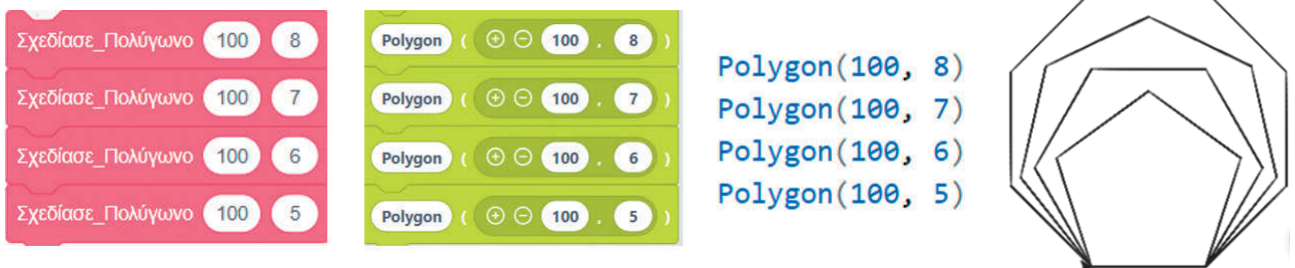 Σχεδίασε_Πολύγωνο 100 8
Σχεδίασε_Πολύγωνο 100 7
Σχεδίασε_Πολύγωνο 100 6
Σχεδίασε_Πολύγωνο 100 5
Polygon ( ⊕ ⊖ 100 , 8 )
Polygon ( ⊕ ⊖ 100 , 7 )
Polygon ( ⊕ ⊖ 100 , 6 )
Polygon ( ⊕ ⊖ 100 , 5 )
Polygon(100, 8)
Polygon(100, 7)
Polygon(100, 6)
Polygon(100, 5)